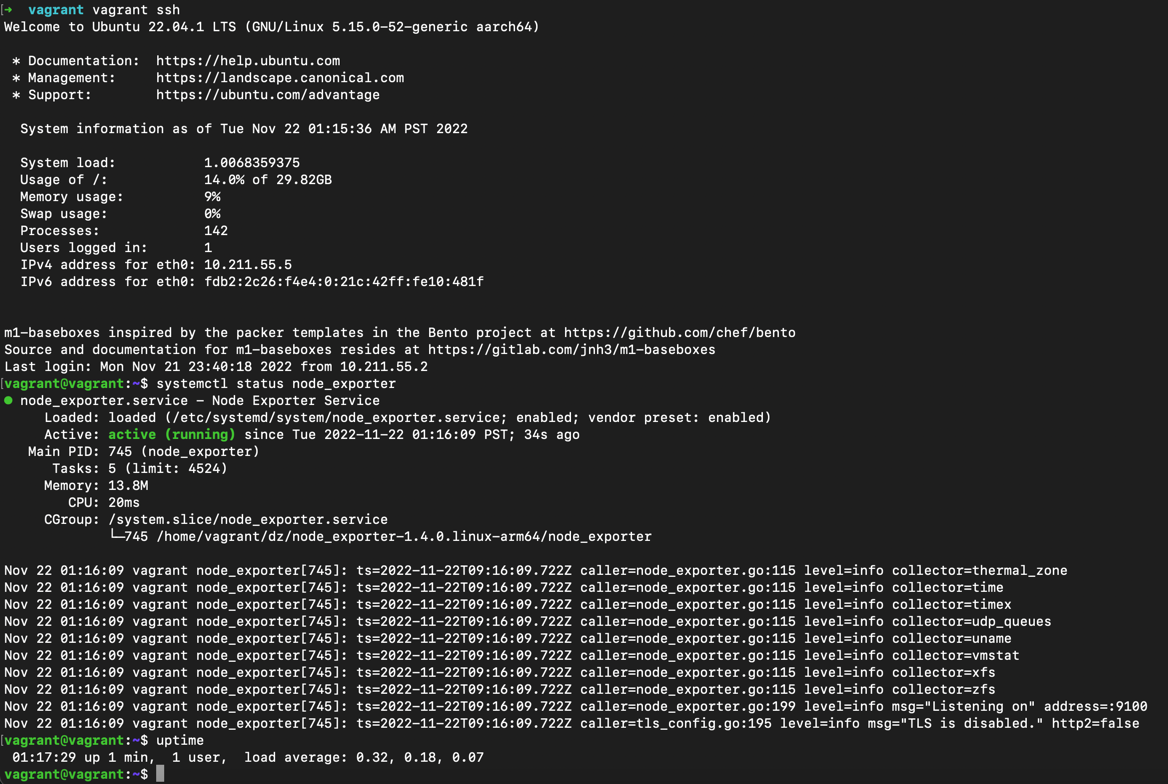 [➜  vagrant vagrant ssh
Welcome to Ubuntu 22.04.1 LTS (GNU/Linux 5.15.0-52-generic aarch64)

 * Documentation:  https://help.ubuntu.com
 * Management:     https://landscape.canonical.com
 * Support:        https://ubuntu.com/advantage

  System information as of Tue Nov 22 01:15:36 AM PST 2022

  System load:           1.0068359375
  Usage of /:            14.0% of 29.82GB
  Memory usage:          9%
  Swap usage:            0%
  Processes:             142
  Users logged in:       1
  IPv4 address for eth0: 10.211.55.5
  IPv6 address for eth0: fdb2:2c26:f4e4:0:21c:42ff:fe10:481f


m1-baseboxes inspired by the packer templates in the Bento project at https://github.com/chef/bento
Source and documentation for m1-baseboxes resides at https://gitlab.com/jnh3/m1-baseboxes
Last login: Mon Nov 21 23:40:18 2022 from 10.211.55.2
[vagrant@vagrant:~$ systemctl status node_exporter
● node_exporter.service - Node Exporter Service
     Loaded: loaded (/etc/systemd/system/node_exporter.service; enabled; vendor preset: enabled)
     Active: active (running) since Tue 2022-11-22 01:16:09 PST; 34s ago
   Main PID: 745 (node_exporter)
      Tasks: 5 (limit: 4524)
     Memory: 13.8M
        CPU: 20ms
     CGroup: /system.slice/node_exporter.service
             └─745 /home/vagrant/dz/node_exporter-1.4.0.linux-arm64/node_exporter

Nov 22 01:16:09 vagrant node_exporter[745]: ts=2022-11-22T09:16:09.722Z caller=node_exporter.go:115 level=info collector=thermal_zone
Nov 22 01:16:09 vagrant node_exporter[745]: ts=2022-11-22T09:16:09.722Z caller=node_exporter.go:115 level=info collector=time
Nov 22 01:16:09 vagrant node_exporter[745]: ts=2022-11-22T09:16:09.722Z caller=node_exporter.go:115 level=info collector=timex
Nov 22 01:16:09 vagrant node_exporter[745]: ts=2022-11-22T09:16:09.722Z caller=node_exporter.go:115 level=info collector=udp_queues
Nov 22 01:16:09 vagrant node_exporter[745]: ts=2022-11-22T09:16:09.722Z caller=node_exporter.go:115 level=info collector=uname
Nov 22 01:16:09 vagrant node_exporter[745]: ts=2022-11-22T09:16:09.722Z caller=node_exporter.go:115 level=info collector=vmstat
Nov 22 01:16:09 vagrant node_exporter[745]: ts=2022-11-22T09:16:09.722Z caller=node_exporter.go:115 level=info collector=xfs
Nov 22 01:16:09 vagrant node_exporter[745]: ts=2022-11-22T09:16:09.722Z caller=node_exporter.go:115 level=info collector=zfs
Nov 22 01:16:09 vagrant node_exporter[745]: ts=2022-11-22T09:16:09.722Z caller=node_exporter.go:199 level=info msg="Listening on" address=:9100
Nov 22 01:16:09 vagrant node_exporter[745]: ts=2022-11-22T09:16:09.722Z caller=tls_config.go:195 level=info msg="TLS is disabled." http2=false
[vagrant@vagrant:~$ uptime
 01:17:29 up 1 min,  1 user,  load average: 0.32, 0.18, 0.07
vagrant@vagrant:~$